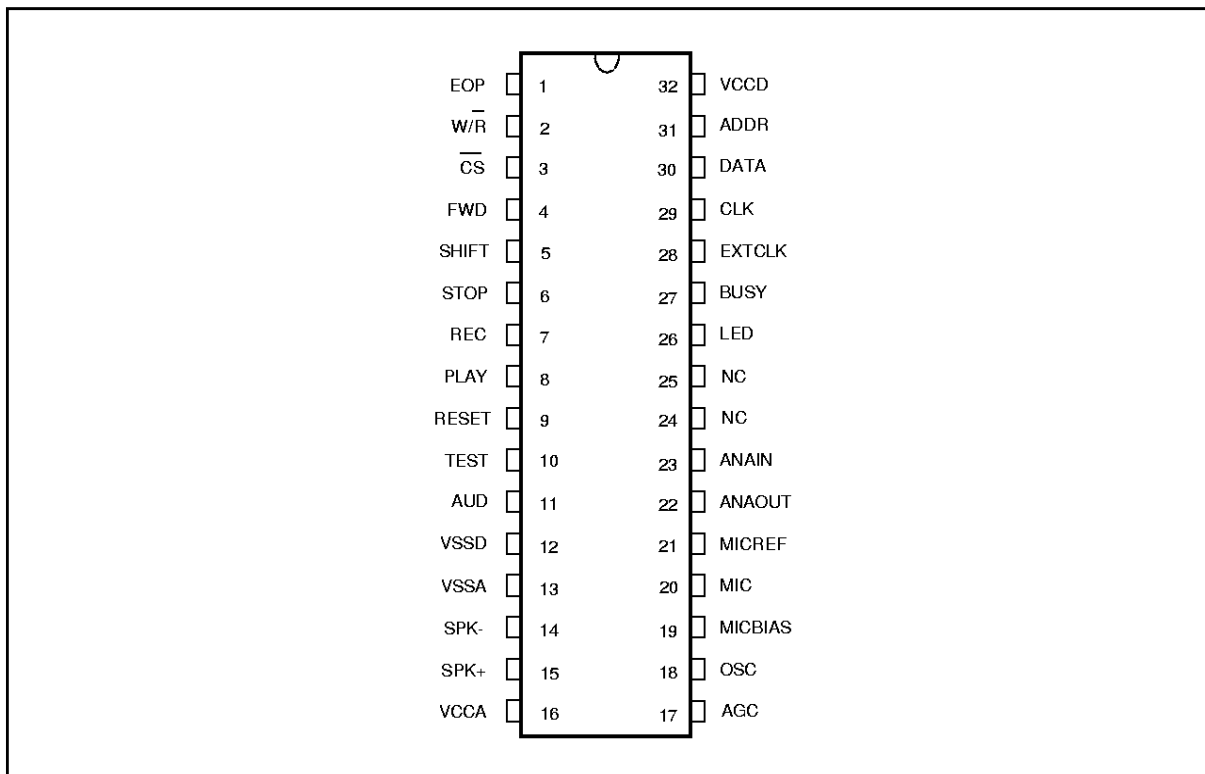 EOP 1 32 VCCD
W/R̅ 2 31 ADDR
C̅S̅ 3 30 DATA
FWD 4 29 CLK
SHIFT 5 28 EXTCLK
STOP 6 27 BUSY
REC 7 26 LED
PLAY 8 25 NC
RESET 9 24 NC
TEST 10 23 ANAIN
AUD 11 22 ANAOUT
VSSD 12 21 MICREF
VSSA 13 20 MIC
SPK- 14 19 MICBIAS
SPK+ 15 18 OSC
VCCA 16 17 AGC